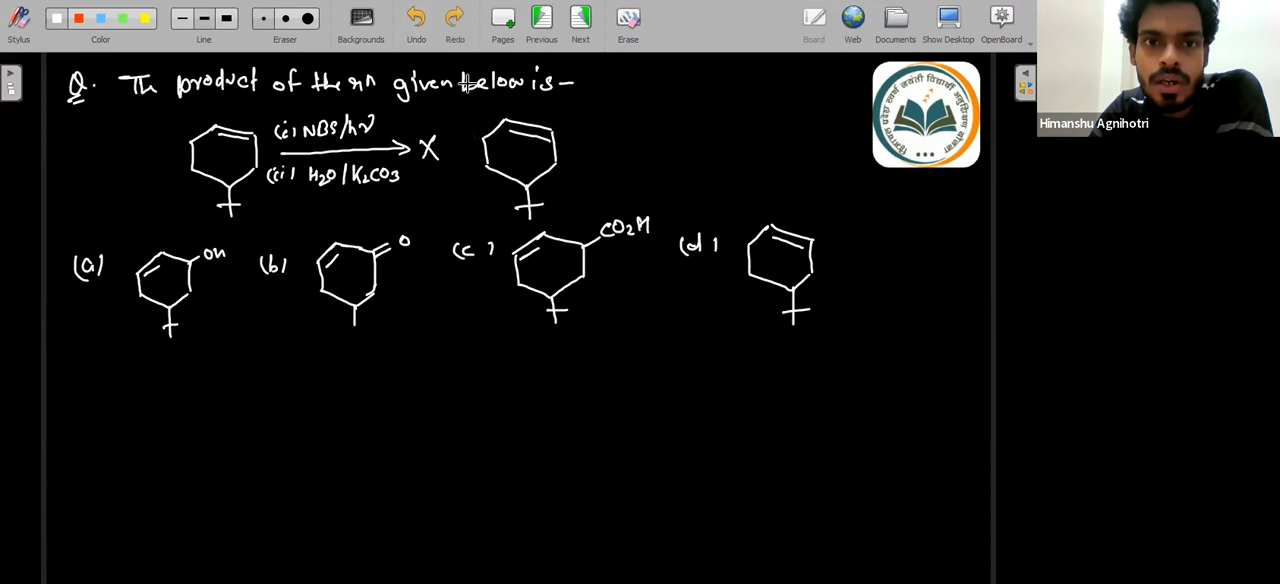 Stylus
Color
Line
Eraser
Backgrounds
Undo
Redo
Pages
Previous
Next
Erase
Board
Web
Documents
Show Desktop
OpenBoard
Himanshu Agnihotri
Q. Th product of the rxn given below is -
(i) NBS/hν
(ii) H2O/K2CO3
X
(a)
OH
(b)
O
(c)
CO2H
(d)